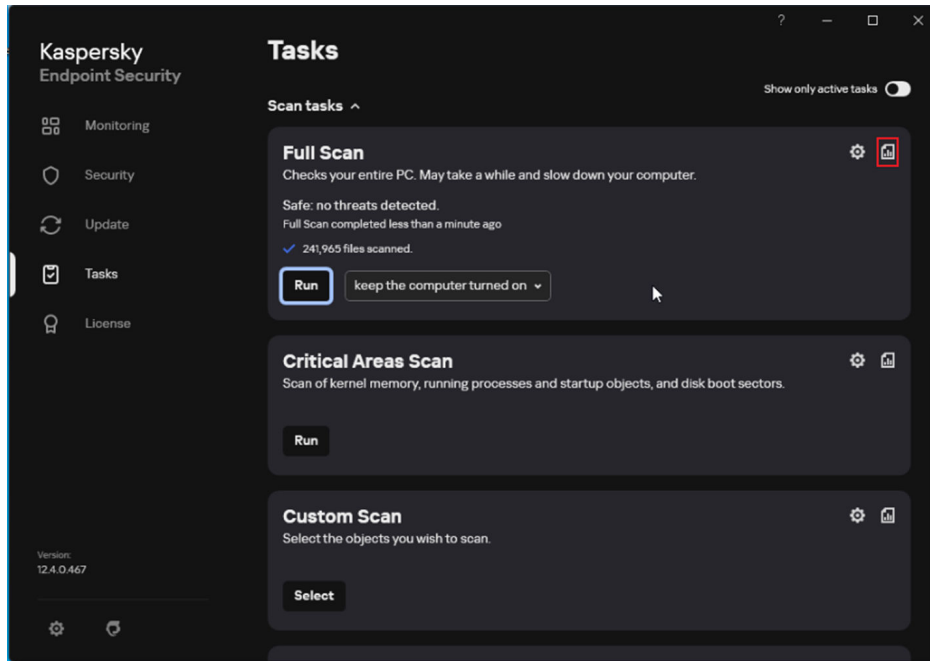 Kaspersky
Endpoint Security
Monitoring
Security
Update
Tasks
License
Version:
12.4.0.467
?
Tasks
Show only active tasks
Scan tasks
Full Scan
Checks your entire PC. May take a while and slow down your computer.
Safe: no threats detected.
Full Scan completed less than a minute ago
241,965 files scanned.
Run
keep the computer turned on
Critical Areas Scan
Scan of kernel memory, running processes and startup objects, and disk boot sectors.
Run
Custom Scan
Select the objects you wish to scan.
Select